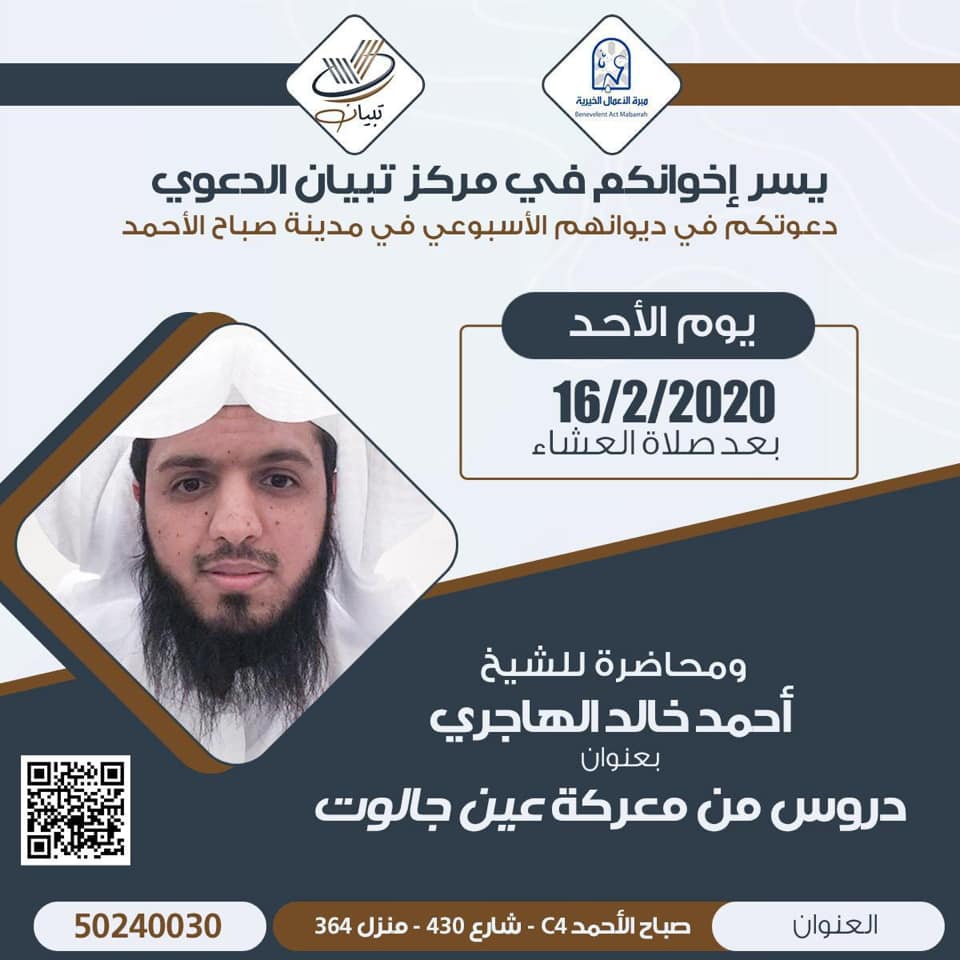 تبيان
مبرة الأعمال الخيرية
Benevolent Act Mabarrah
يسر إخوانكم في مركز تبيان الدعوي
دعوتكم في ديوانهم الأسبوعي في مدينة صباح الأحمد
يوم الأحد
16/2/2020
بعد صلاة العشاء
ومحاضرة للشيخ
أحمد خالد الهاجري
بعنوان
دروس من معركة عين جالوت
العنوان
صباح الأحمد C4 - شارع 430 - منزل 364
50240030